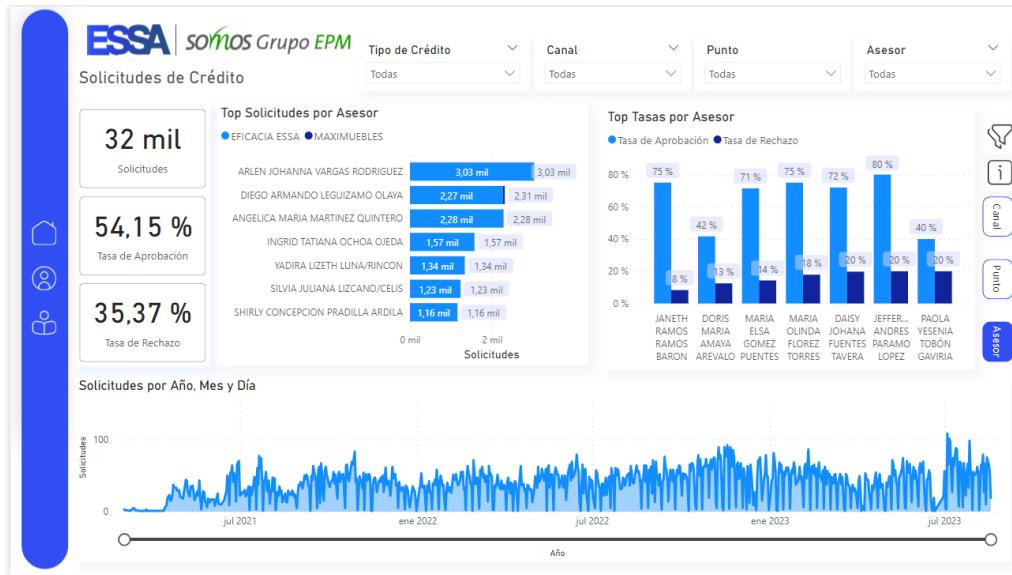 ESSA
SOMOS Grupo EPM
Solicitudes de Crédito
Tipo de Crédito
Todas
Canal
Todas
Punto
Todas
Asesor
Todas
32 mil
Solicitudes
54,15 %
Tasa de Aprobación
35,37 %
Tasa de Rechazo
Top Solicitudes por Asesor
EFICACIA ESSA MAXIMUEBLES
ARLEN JOHANNA VARGAS RODRIGUEZ 3,03 mil 3,03 mil
DIEGO ARMANDO LEGUIZAMO OLAYA 2,27 mil 2,31 mil
ANGELICA MARIA MARTINEZ QUINTERO 2,28 mil 2,28 mil
INGRID TATIANA OCHOA OJEDA 1,57 mil 1,57 mil
YADIRA LIZETH LUNA/RINCON 1,34 mil 1,34 mil
SILVIA JULIANA LIZCANO/CELIS 1,23 mil 1,23 mil
SHIRLY CONCEPCION PRADILLA ARDILA 1,16 mil 1,16 mil
0 mil 2 mil
Solicitudes
Top Tasas por Asesor
Tasa de Aprobación Tasa de Rechazo
80 %
60 %
40 %
20 %
0 %
75 % 8 %
42 % 13 %
71 % 14 %
75 % 18 %
72 % 20 %
80 % 20 %
40 % 20 %
JANETH
RAMOS
RAMOS
BARON
DORIS
MARIA
AMAYA
AREVALO
MARIA
ELSA
GOMEZ
PUENTES
MARIA
OLINDA
FLOREZ
TORRES
DAISY
JOHANA
FUENTES
TAVERA
JEFFER...
ANDRES
PARAMO
LOPEZ
PAOLA
YESENIA
TOBÓN
GAVIRIA
i
Canal
Punto
Asesor
Solicitudes por Año, Mes y Día
Solicitudes
100
0
jul 2021 ene 2022 jul 2022 ene 2023 jul 2023
Año